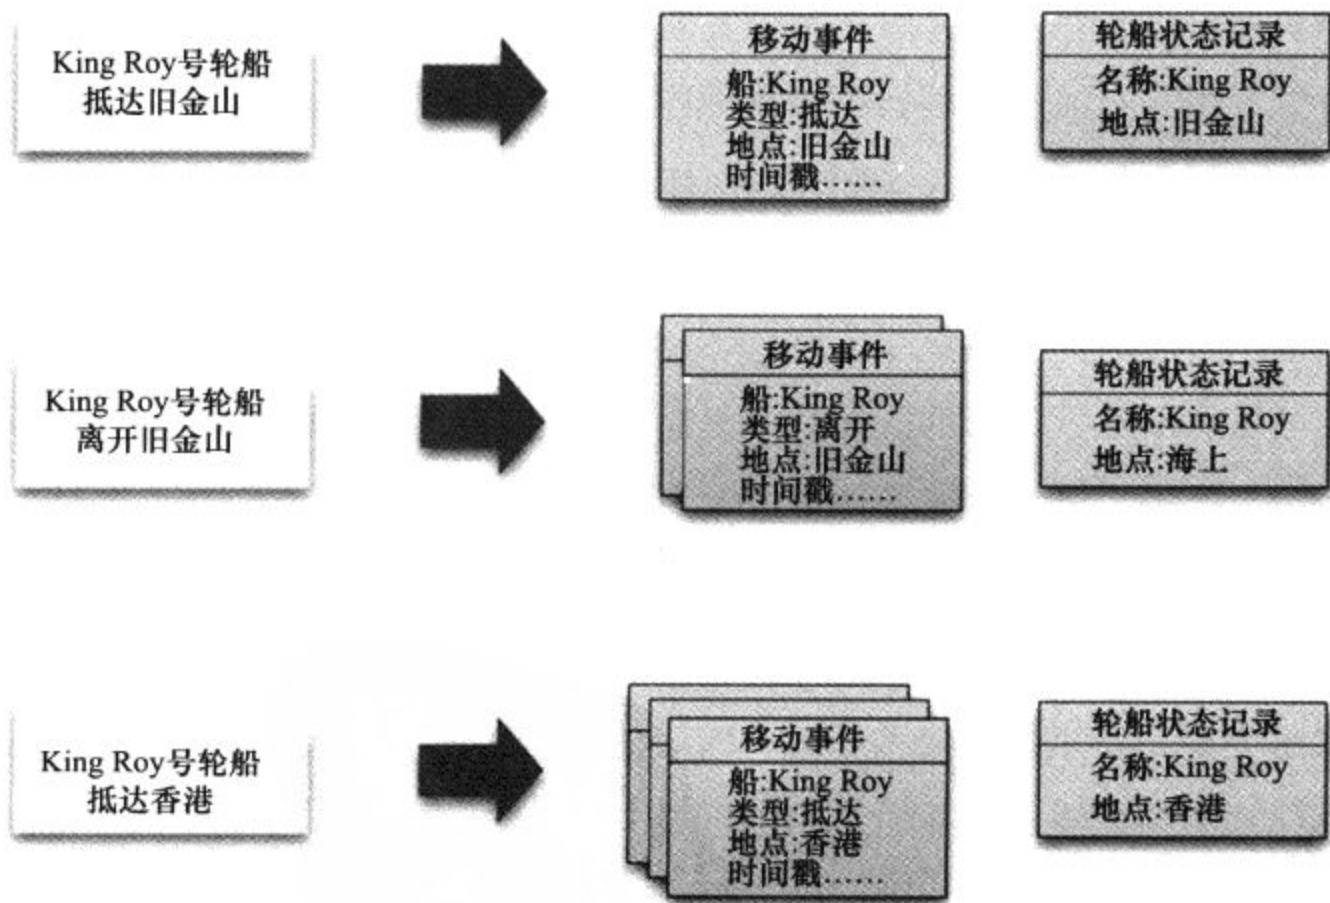 King Roy号轮船
抵达旧金山
移动事件
船:King Roy
类型:抵达
地点:旧金山
时间戳……
轮船状态记录
名称:King Roy
地点:旧金山
King Roy号轮船
离开旧金山
移动事件
船:King Roy
类型:离开
地点:旧金山
时间戳……
轮船状态记录
名称:King Roy
地点:海上
King Roy号轮船
抵达香港
移动事件
船:King Roy
类型:抵达
地点:香港
时间戳……
轮船状态记录
名称:King Roy
地点:香港